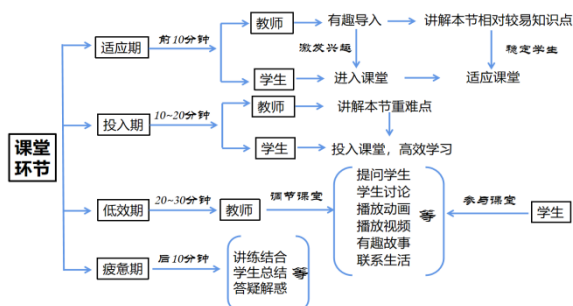 课堂
环节
适应期
前10分钟
教师
有趣导入
讲解本节相对较易知识点
激发兴趣
稳定学生
学生
进入课堂
适应课堂
投入期
10~20分钟
教师
讲解本节重难点
学生
投入课堂，高效学习
低效期
20~30分钟
教师
调节课堂
提问学生
学生讨论
播放动画
播放视频
有趣故事
联系生活
等
参与课堂
学生
疲惫期
后10分钟
讲练结合
学生总结
答疑解惑
等